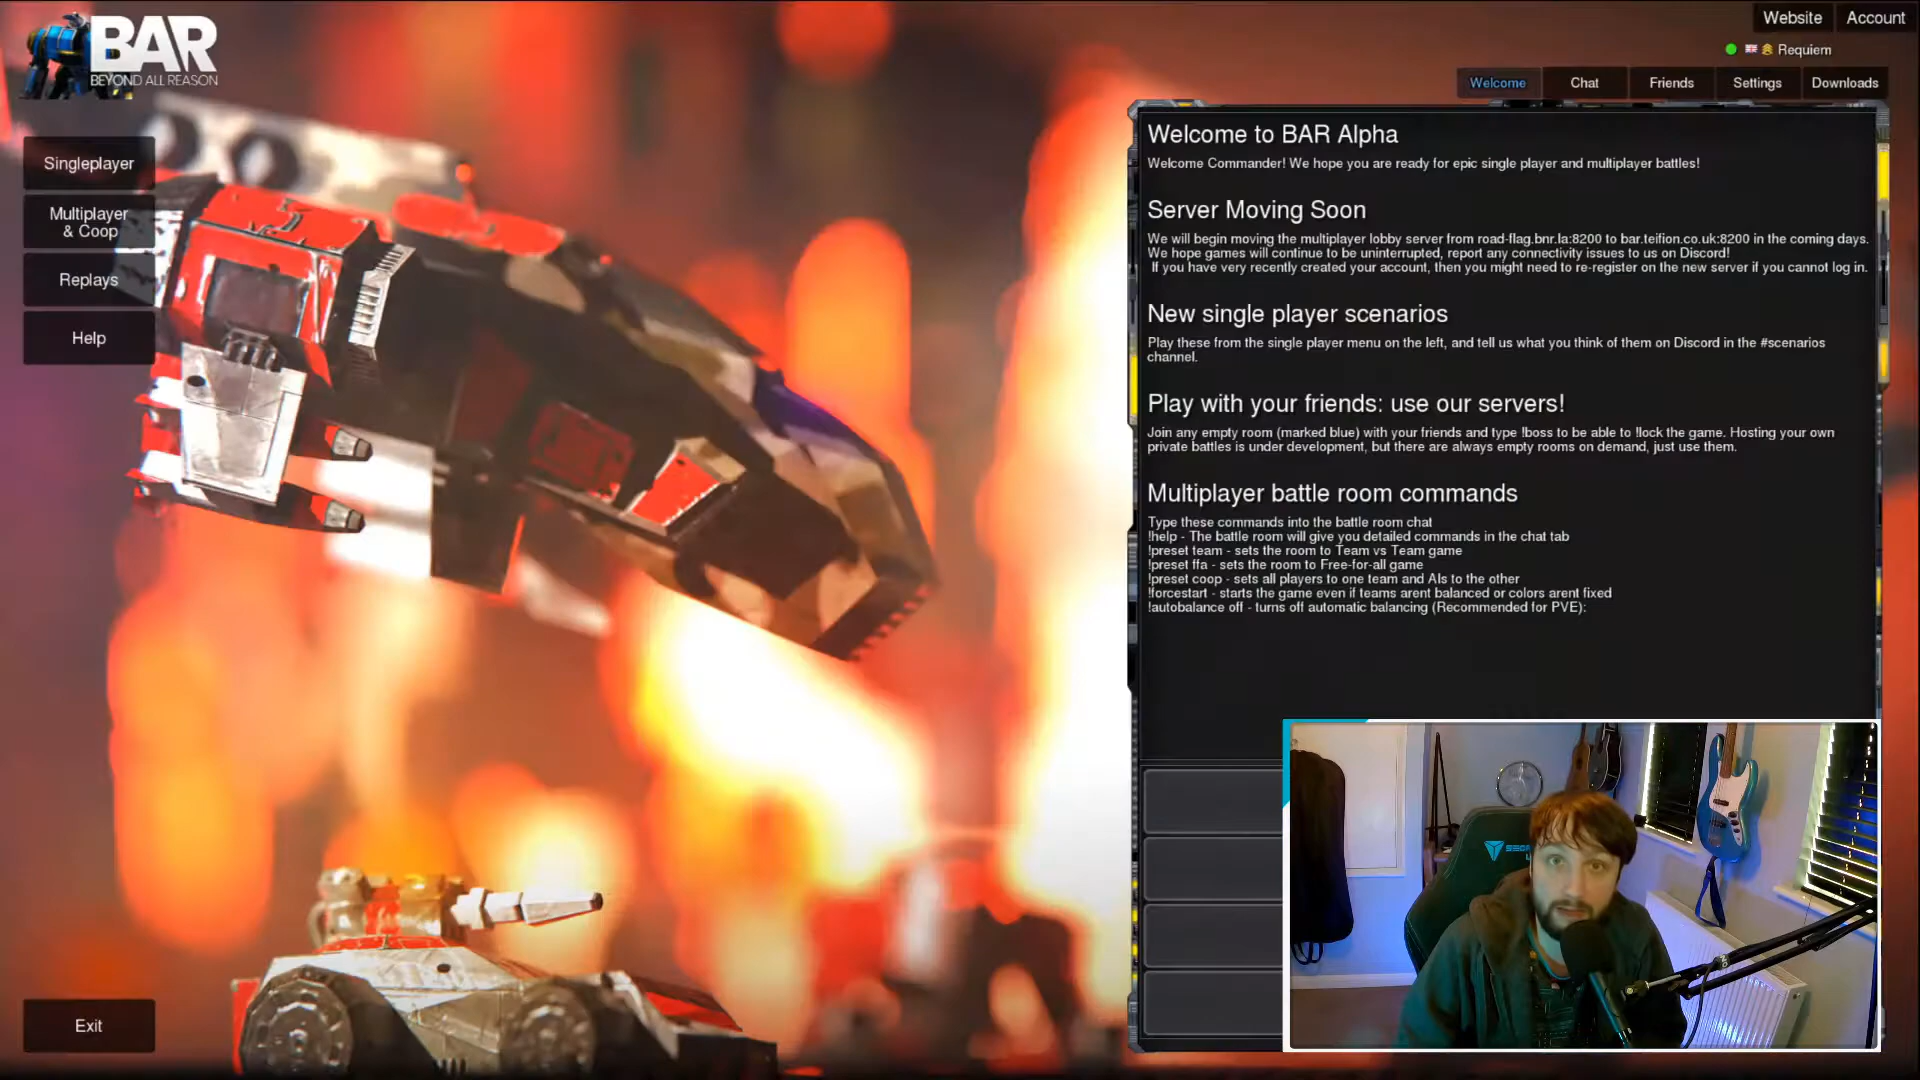 BAR
BEYOND ALL REASON
Website
Account
Requiem
Welcome
Chat
Friends
Settings
Downloads
Singleplayer
Multiplayer
& Coop
Replays
Help
Exit
Welcome to BAR Alpha
Welcome Commander! We hope you are ready for epic single player and multiplayer battles!
Server Moving Soon
We will begin moving the multiplayer lobby server from road-flag.bnr.la:8200 to bar.teifion.co.uk:8200 in the coming days.
We hope games will continue to be uninterrupted, report any connectivity issues to us on Discord!
If you have very recently created your account, then you might need to re-register on the new server if you cannot log in.
New single player scenarios
Play these from the single player menu on the left, and tell us what you think of them on Discord in the #scenarios
channel.
Play with your friends: use our servers!
Join any empty room (marked blue) with your friends and type !boss to be able to !lock the game. Hosting your own
private battles is under development, but there are always empty rooms on demand, just use them.
Multiplayer battle room commands
Type these commands into the battle room chat
!help - The battle room will give you detailed commands in the chat tab
!preset team - sets the room to Team vs Team game
!preset ffa - sets the room to Free-for-all game
!preset coop - sets all players to one team and AIs to the other
!forcestart - starts the game even if teams arent balanced or colors arent fixed
!autobalance off - turns off automatic balancing (Recommended for PVE):